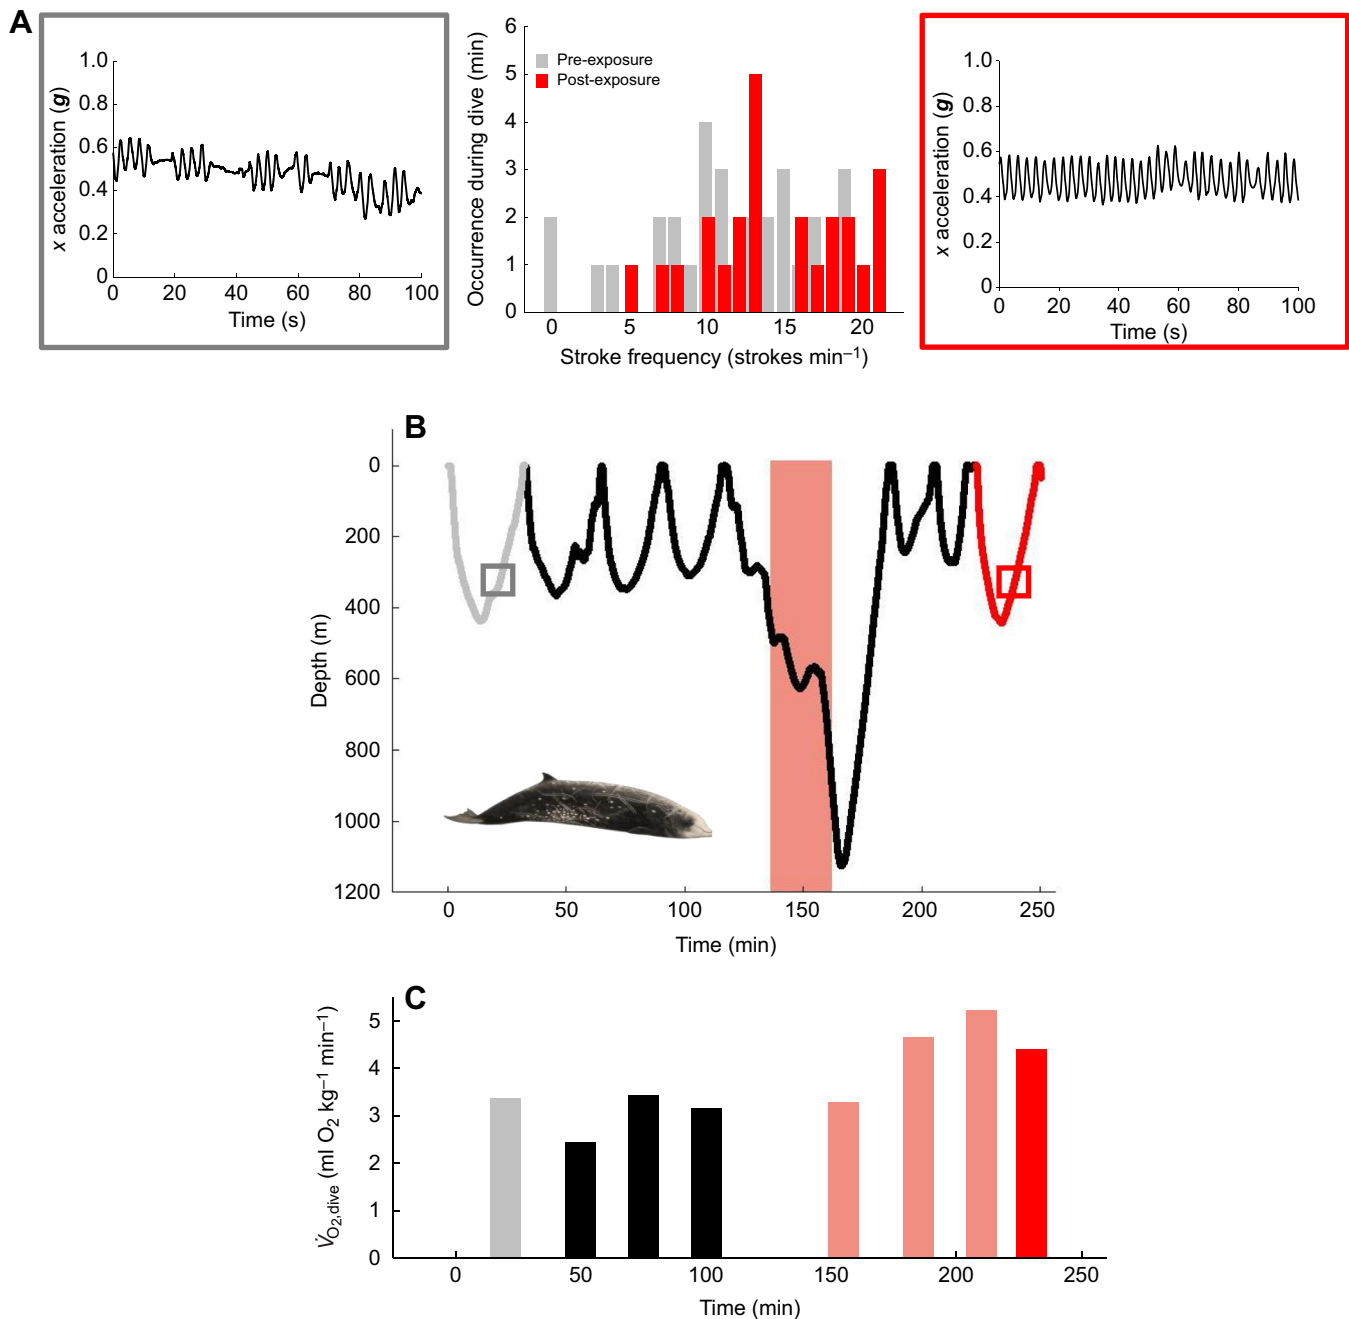 A
1.0
0.8
0.6
0.4
0.2
0
x acceleration (g)
0 20 40 60 80 100
Time (s)
6
5
4
3
2
1
0
Occurrence during dive (min)
Pre-exposure
Post-exposure
0 5 10 15 20
Stroke frequency (strokes min⁻¹)
1.0
0.8
0.6
0.4
0.2
0
x acceleration (g)
0 20 40 60 80 100
Time (s)
B
0
200
400
600
800
1000
1200
Depth (m)
0 50 100 150 200 250
Time (min)
C
5
4
3
2
1
0
V̇O₂,dive (ml O₂ kg⁻¹ min⁻¹)
0 50 100 150 200 250
Time (min)